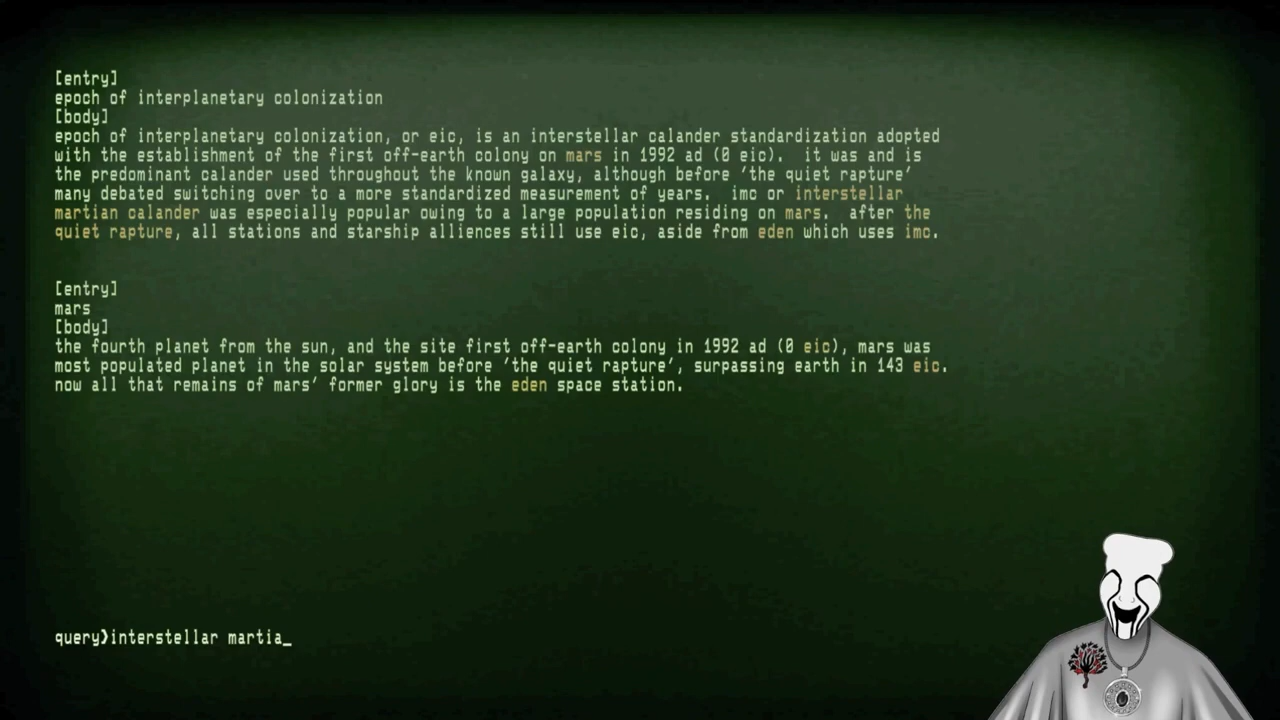 [entry]
epoch of interplanetary colonization
[body]
epoch of interplanetary colonization, or eic, is an interstellar calander standardization adopted
with the establishment of the first off-earth colony on mars in 1992 ad (0 eic).  it was and is
the predominant calander used throughout the known galaxy, although before 'the quiet rapture'
many debated switching over to a more standardized measurement of years.  imc or interstellar
martian calander was especially popular owing to a large population residing on mars.  after the
quiet rapture, all stations and starship alliences still use eic, aside from eden which uses imc.
[entry]
mars
[body]
the fourth planet from the sun, and the site first off-earth colony in 1992 ad (0 eic), mars was
most populated planet in the solar system before 'the quiet rapture', surpassing earth in 143 eic.
now all that remains of mars' former glory is the eden space station.
query>interstellar martia_